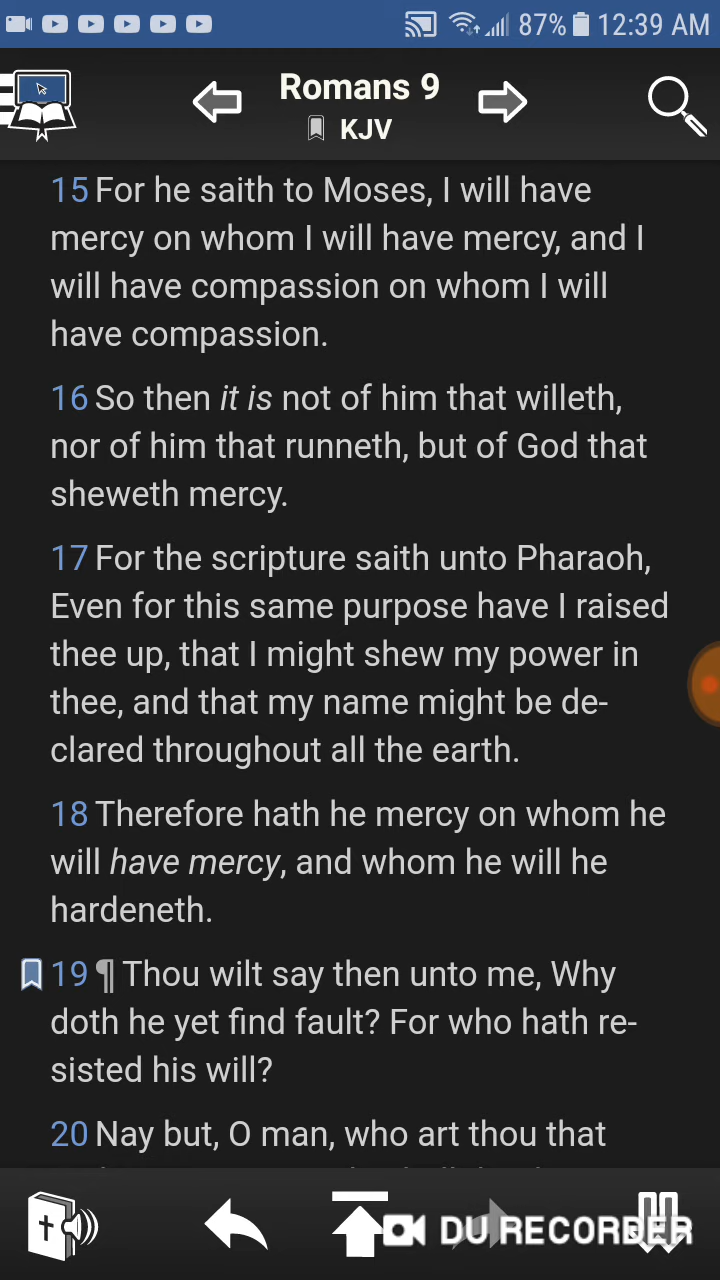 87% 12:39 AM
Romans 9
KJV
15 For he saith to Moses, I will have
mercy on whom I will have mercy, and I
will have compassion on whom I will
have compassion.
16 So then it is not of him that willeth,
nor of him that runneth, but of God that
sheweth mercy.
17 For the scripture saith unto Pharaoh,
Even for this same purpose have I raised
thee up, that I might shew my power in
thee, and that my name might be de-
clared throughout all the earth.
18 Therefore hath he mercy on whom he
will have mercy, and whom he will he
hardeneth.
19 ¶ Thou wilt say then unto me, Why
doth he yet find fault? For who hath re-
sisted his will?
20 Nay but, O man, who art thou that
DU RECORDER